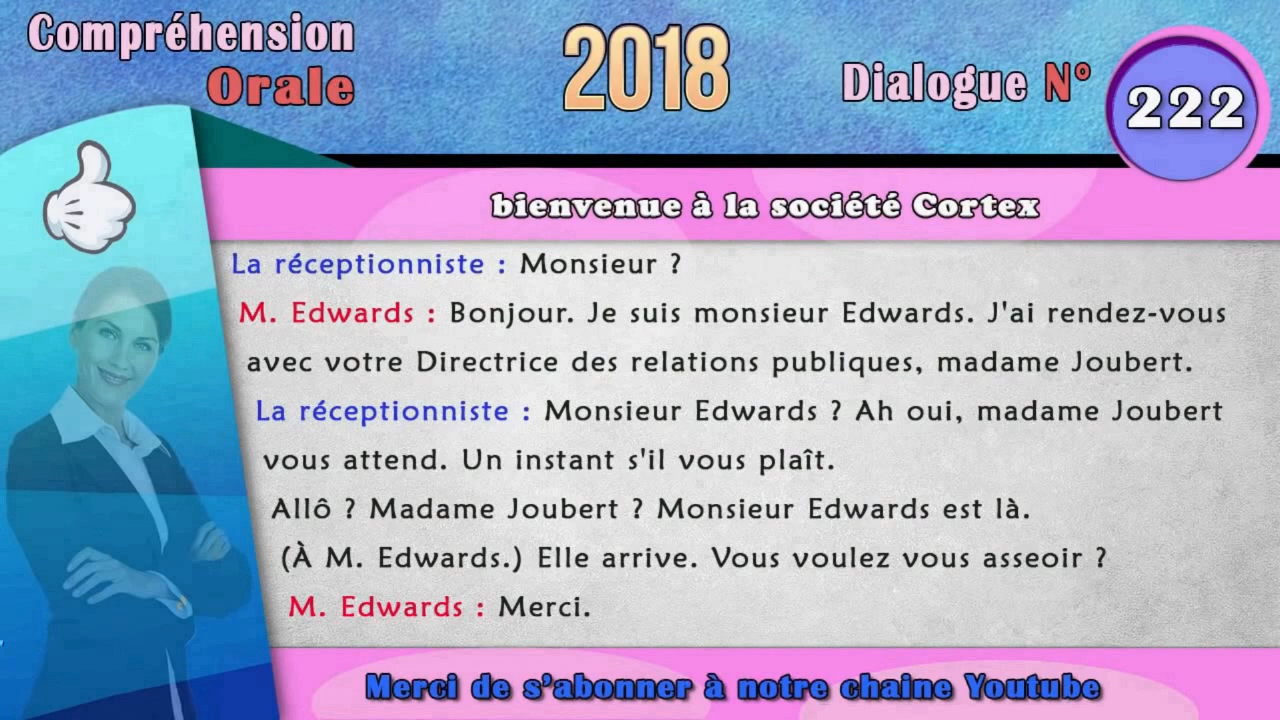 Compréhension
Orale
2018
Dialogue N°
222
bienvenue à la société Cortex
La réceptionniste : Monsieur ?
M. Edwards : Bonjour. Je suis monsieur Edwards. J'ai rendez-vous
avec votre Directrice des relations publiques, madame Joubert.
La réceptionniste : Monsieur Edwards ? Ah oui, madame Joubert
vous attend. Un instant s'il vous plaît.
Allô ? Madame Joubert ? Monsieur Edwards est là.
(À M. Edwards.) Elle arrive. Vous voulez vous asseoir ?
M. Edwards : Merci.
Merci de s'abonner à notre chaine Youtube